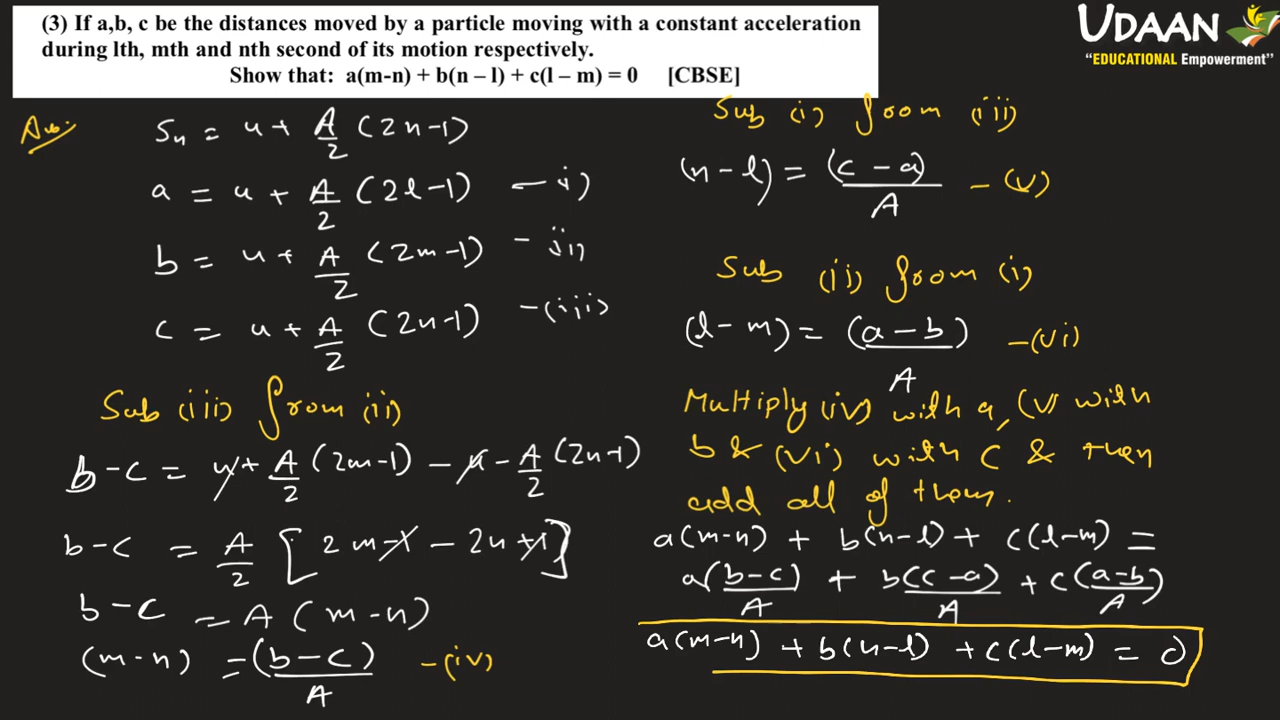 (3) If a,b, c be the distances moved by a particle moving with a constant acceleration
during lth, mth and nth second of its motion respectively.
Show that: a(m-n) + b(n – l) + c(l – m) = 0 [CBSE]
UDAAN
"EDUCATIONAL Empowerment"
Ans:
Sn = u + A/2 (2n-1)
a = u + A/2 (2l-1) - i)
b = u + A/2 (2m-1) - ii)
c = u + A/2 (2n-1) - (iii)
Sub (iii) from (ii)
b-c = u + A/2 (2m-1) - u - A/2 (2n-1)
b-c = A/2 [2m-1 - 2n+1]
b-c = A (m-n)
(m-n) = (b-c)/A - (iv)
Sub (i) from (iii)
(n-l) = (c-a)/A - (v)
Sub (ii) from (i)
(l-m) = (a-b)/A - (vi)
Multiply (iv) with a, (v) with
b & (vi) with c & then
add all of them.
a(m-n) + b(n-l) + c(l-m) =
a(b-c)/A + b(c-a)/A + c(a-b)/A
a(m-n) + b(n-l) + c(l-m) = 0